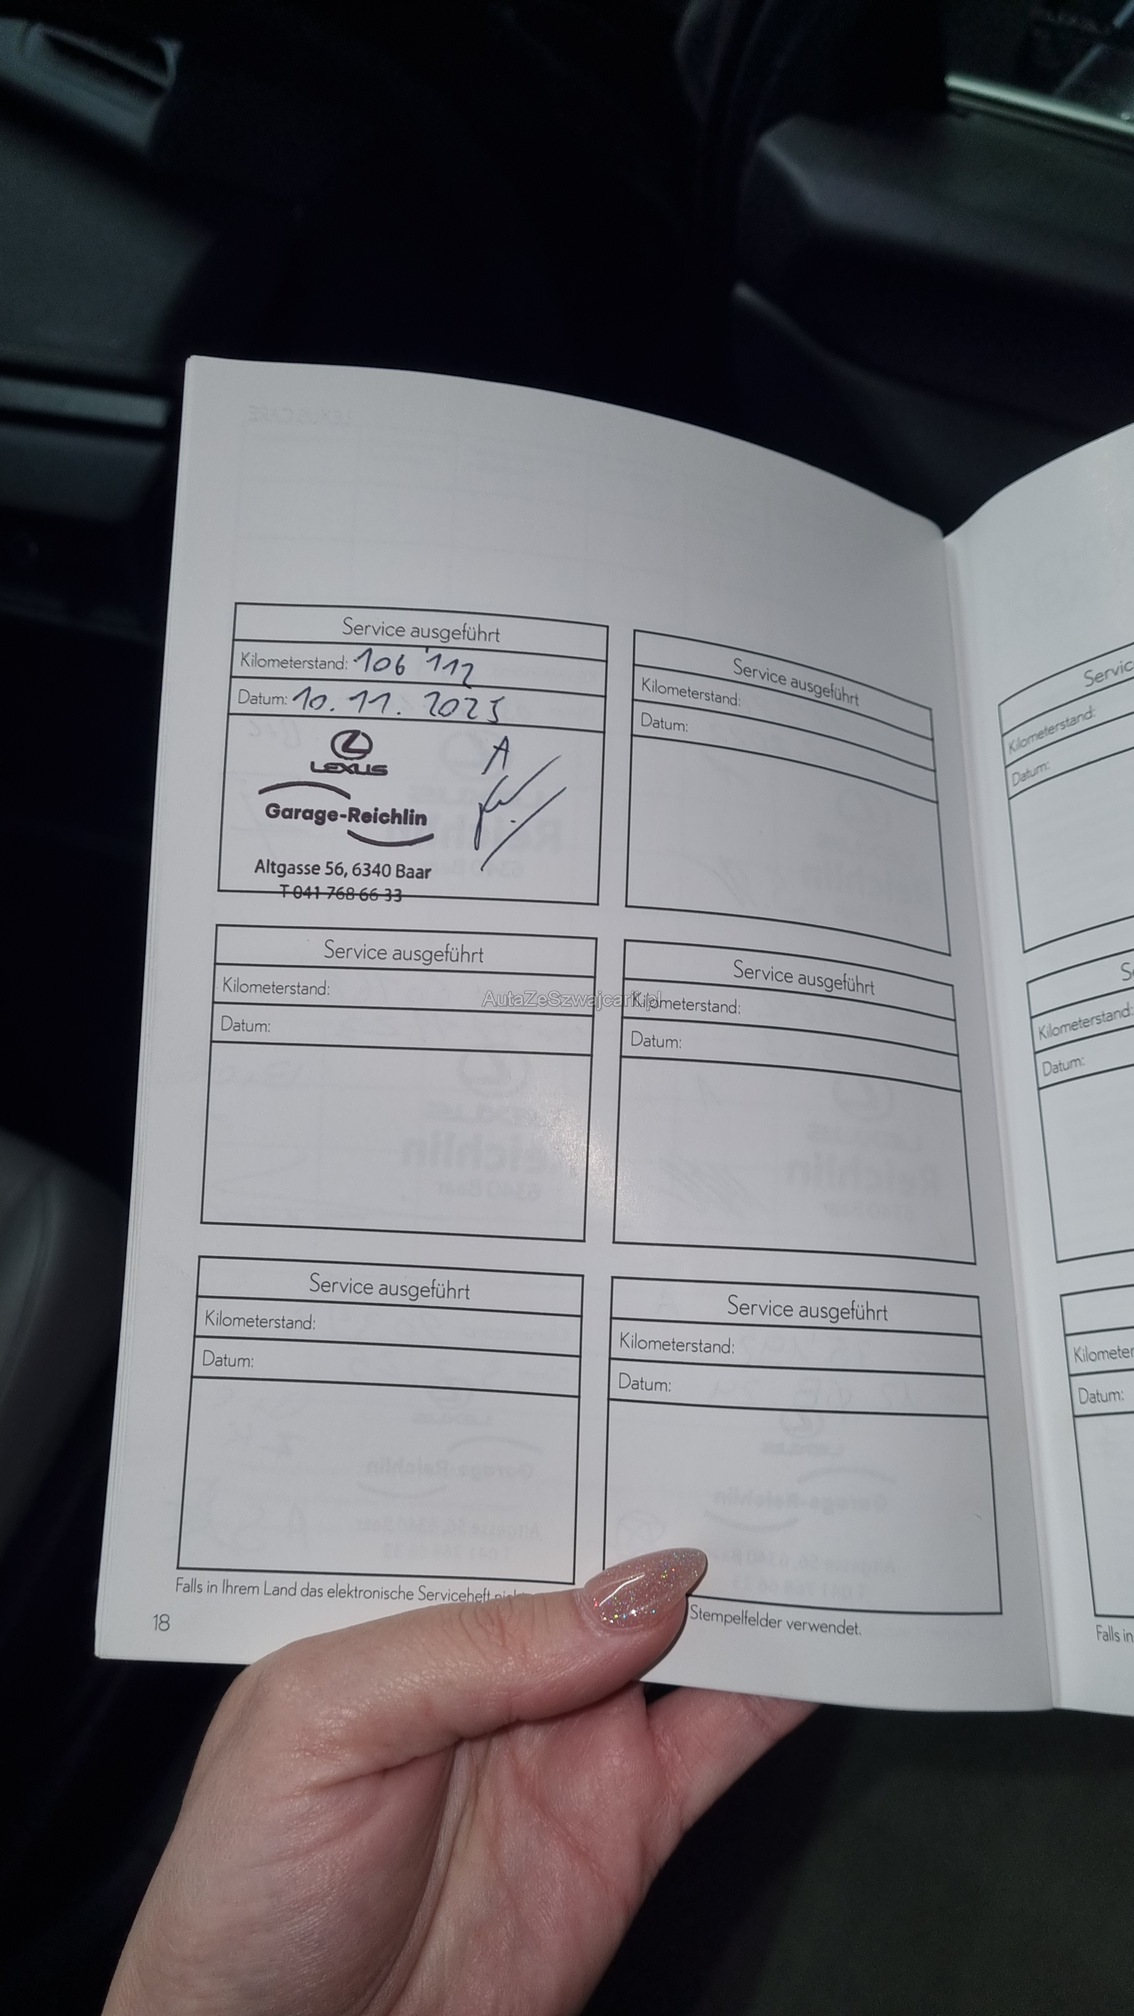 Service ausgeführt
Kilometerstand: 106'112
Datum: 10.11.2025
A
LEXUS
Garage-Reichlin
Altgasse 56, 6340 Baar
T 041 768 66 33
Service ausgeführt
Kilometerstand:
Datum:
Service ausgeführt
Kilometerstand:
Datum:
AutaZeSzwajcarii.pl
Service ausgeführt
Kilometerstand:
Datum:
Service ausgeführt
Kilometerstand:
Datum:
Service ausgeführt
Kilometerstand:
Datum:
Falls in Ihrem Land das elektronische Serviceheft
Stempelfelder verwendet.
18
Kilometerstand:
Datum:
Kilometerstand:
Datum:
Datum:
Falls in